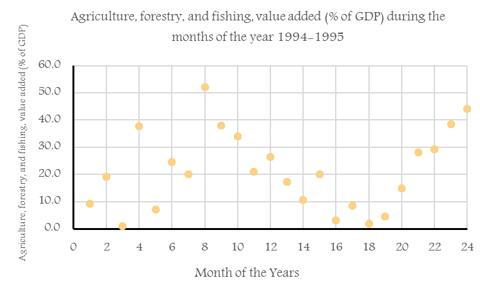 Agriculture, forestry, and fishing, value added (% of GDP) during the
months of the year 1994-1995
Agriculture, forestry, and fishing, value added (% of GDP)
60.0
50.0
40.0
30.0
20.0
10.0
0.0
0 2 4 6 8 10 12 14 16 18 20 22 24
Month of the Years